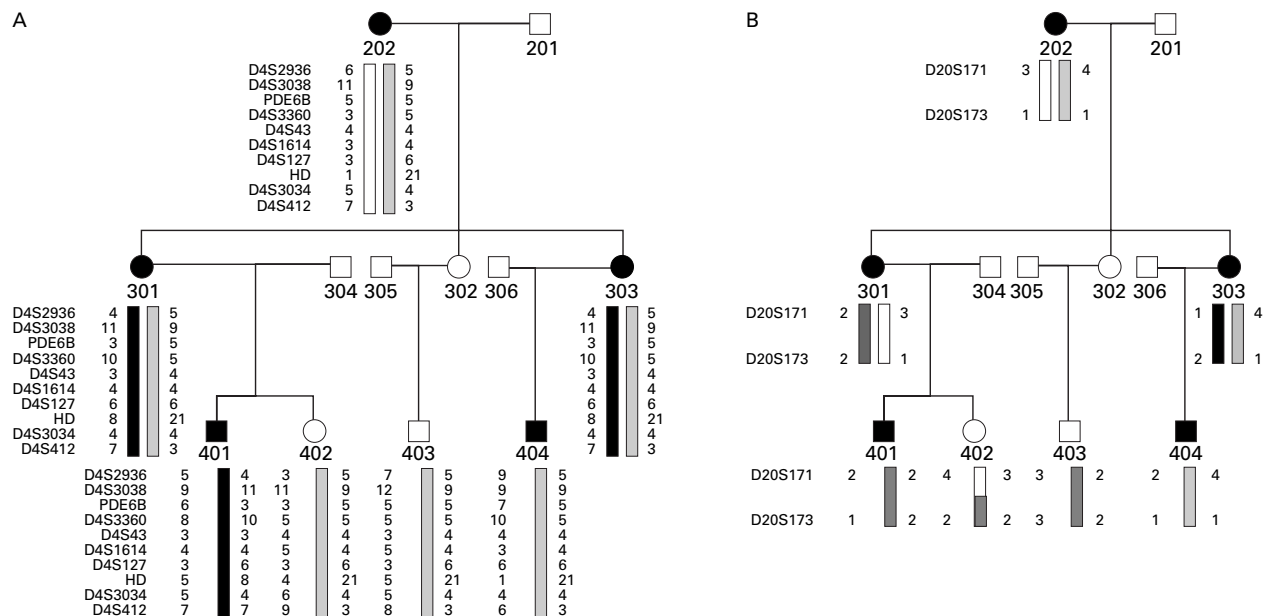 A
202 201
D4S2936 6 5
D4S3038 11 9
PDE6B 5 5
D4S3360 3 5
D4S43 4 4
D4S1614 3 4
D4S127 3 6
HD 1 21
D4S3034 5 4
D4S412 7 3
301 304 305 302 306 303
D4S2936 4 5 4 5
D4S3038 11 9 11 9
PDE6B 3 5 3 5
D4S3360 10 5 10 5
D4S43 3 4 3 4
D4S1614 4 4 4 4
D4S127 6 6 6 6
HD 8 21 8 21
D4S3034 4 4 4 4
D4S412 7 3 7 3
401 402 403 404
D4S2936 5 4 3 5 7 5 9 5
D4S3038 9 11 11 9 12 9 9 9
PDE6B 6 3 3 5 5 5 7 5
D4S3360 8 10 5 5 5 5 10 5
D4S43 3 3 4 4 3 4 4 4
D4S1614 4 4 5 4 5 4 3 4
D4S127 3 6 3 6 3 6 6 6
HD 5 8 4 21 5 21 1 21
D4S3034 5 4 6 4 5 4 4 4
D4S412 7 7 9 3 8 3 6 3
B
202 201
D20S171 3 4
D20S173 1 1
301 304 305 302 306 303
D20S171 2 3 1 4
D20S173 2 1 2 1
401 402 403 404
D20S171 2 2 4 3 3 2 2 4
D20S173 1 2 2 2 3 2 1 1